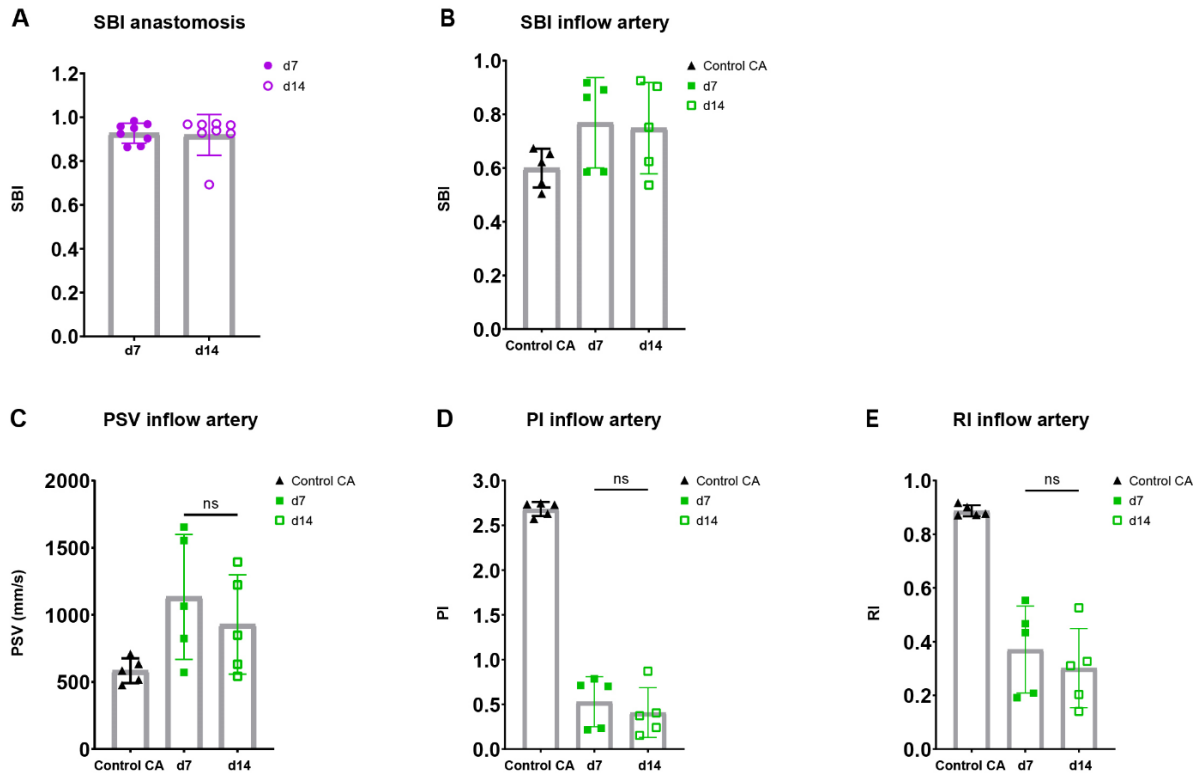 A
SBI anastomosis
d7
d14
SBI
1.2
1.0
0.8
0.6
0.4
0.2
0.0
d7
d14
B
SBI inflow artery
Control CA
d7
d14
SBI
1.0
0.8
0.6
0.4
0.2
0.0
Control CA
d7
d14
C
PSV inflow artery
Control CA
d7
d14
ns
PSV (mm/s)
2000
1500
1000
500
0
Control CA
d7
d14
D
PI inflow artery
Control CA
d7
d14
ns
PI
3.0
2.5
2.0
1.5
1.0
0.5
0.0
Control CA
d7
d14
E
RI inflow artery
Control CA
d7
d14
ns
RI
1.0
0.8
0.6
0.4
0.2
0.0
Control CA
d7
d14